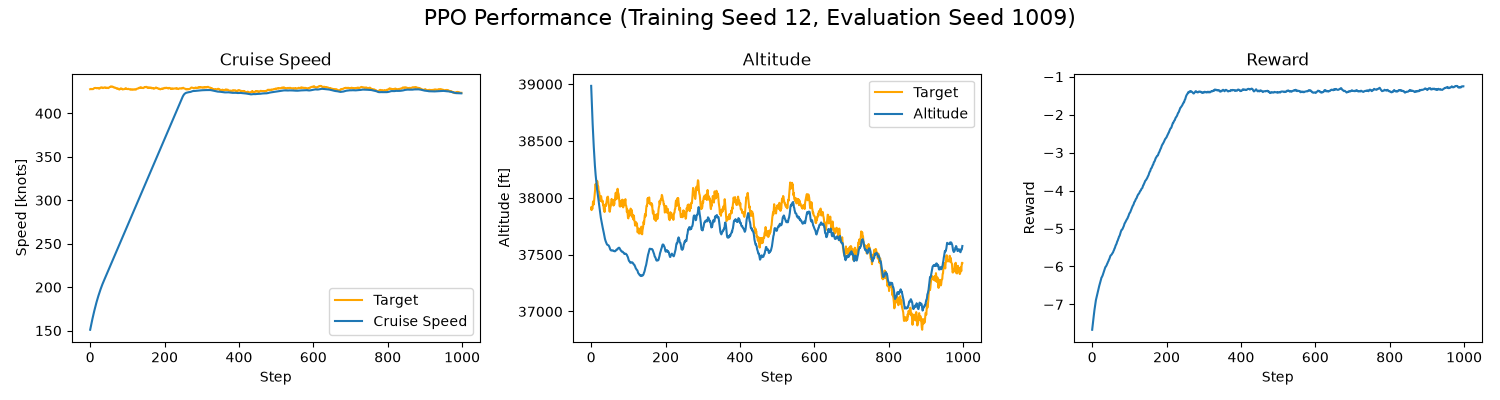 PPO Performance (Training Seed 12, Evaluation Seed 1009)
Cruise Speed
Speed [knots]
400
350
300
250
200
150
Target
Cruise Speed
0 200 400 600 800 1000
Step
Altitude
Altitude [ft]
39000
38500
38000
37500
37000
Target
Altitude
0 200 400 600 800 1000
Step
Reward
Reward
−1
−2
−3
−4
−5
−6
−7
0 200 400 600 800 1000
Step